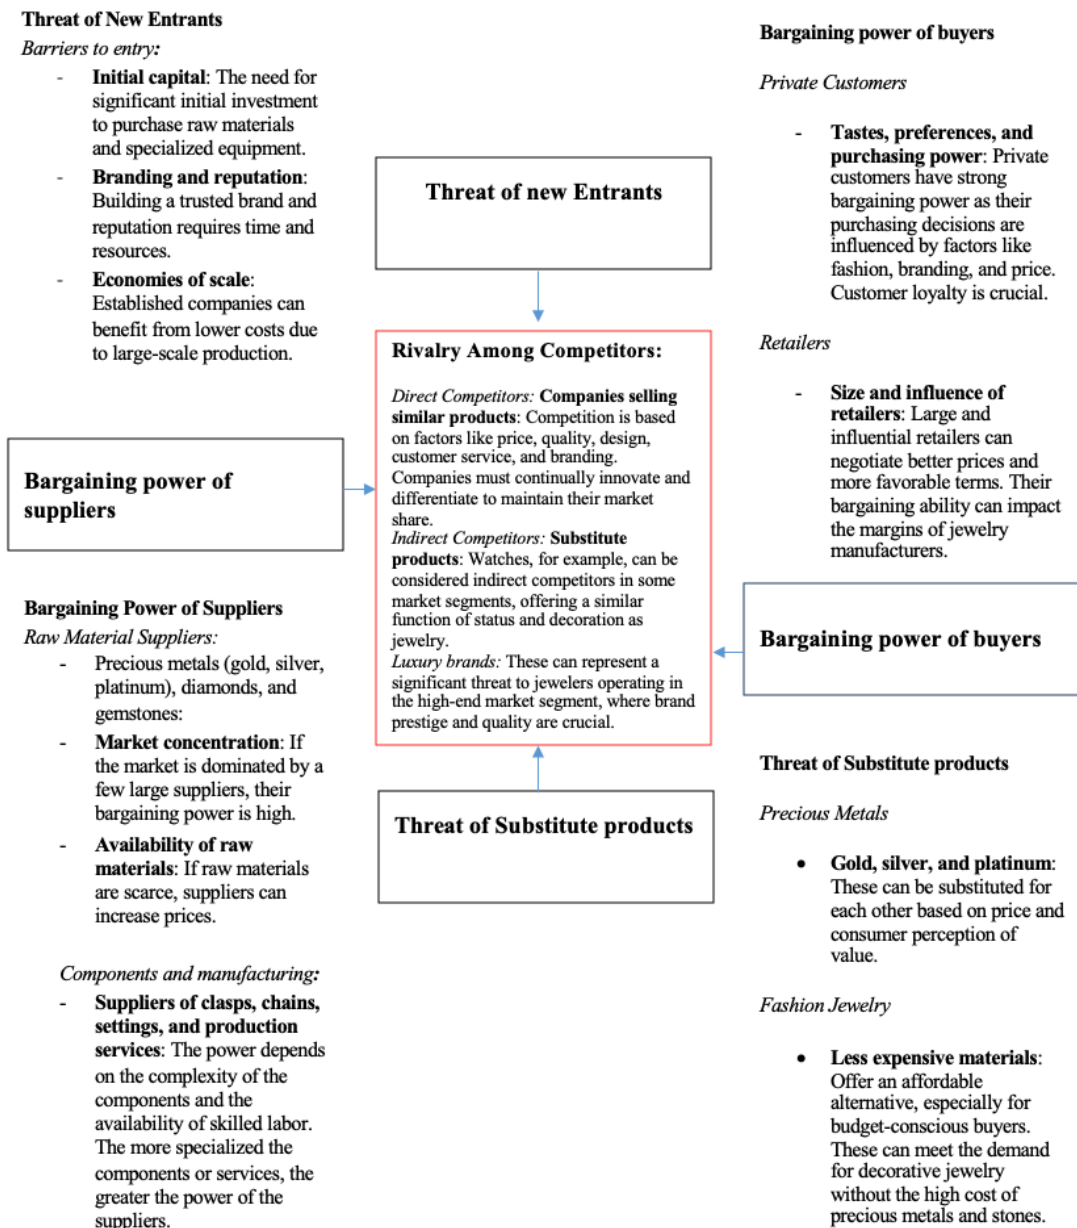 Threat of New Entrants
Barriers to entry:
- Initial capital: The need for
significant initial investment
to purchase raw materials
and specialized equipment.
- Branding and reputation:
Building a trusted brand and
reputation requires time and
resources.
- Economies of scale:
Established companies can
benefit from lower costs due
to large-scale production.
Bargaining power of
suppliers
Bargaining Power of Suppliers
Raw Material Suppliers:
- Precious metals (gold, silver,
platinum), diamonds, and
gemstones:
- Market concentration: If
the market is dominated by a
few large suppliers, their
bargaining power is high.
- Availability of raw
materials: If raw materials
are scarce, suppliers can
increase prices.
Components and manufacturing:
- Suppliers of clasps, chains,
settings, and production
services: The power depends
on the complexity of the
components and the
availability of skilled labor.
The more specialized the
components or services, the
greater the power of the
suppliers.
Threat of new Entrants
Rivalry Among Competitors:
Direct Competitors: Companies selling
similar products: Competition is based
on factors like price, quality, design,
customer service, and branding.
Companies must continually innovate and
differentiate to maintain their market
share.
Indirect Competitors: Substitute
products: Watches, for example, can be
considered indirect competitors in some
market segments, offering a similar
function of status and decoration as
jewelry.
Luxury brands: These can represent a
significant threat to jewelers operating in
the high-end market segment, where brand
prestige and quality are crucial.
Threat of Substitute products
Bargaining power of buyers
Private Customers
- Tastes, preferences, and
purchasing power: Private
customers have strong
bargaining power as their
purchasing decisions are
influenced by factors like
fashion, branding, and price.
Customer loyalty is crucial.
Retailers
- Size and influence of
retailers: Large and
influential retailers can
negotiate better prices and
more favorable terms. Their
bargaining ability can impact
the margins of jewelry
manufacturers.
Bargaining power of buyers
Threat of Substitute products
Precious Metals
• Gold, silver, and platinum:
These can be substituted for
each other based on price and
consumer perception of
value.
Fashion Jewelry
• Less expensive materials:
Offer an affordable
alternative, especially for
budget-conscious buyers.
These can meet the demand
for decorative jewelry
without the high cost of
precious metals and stones.